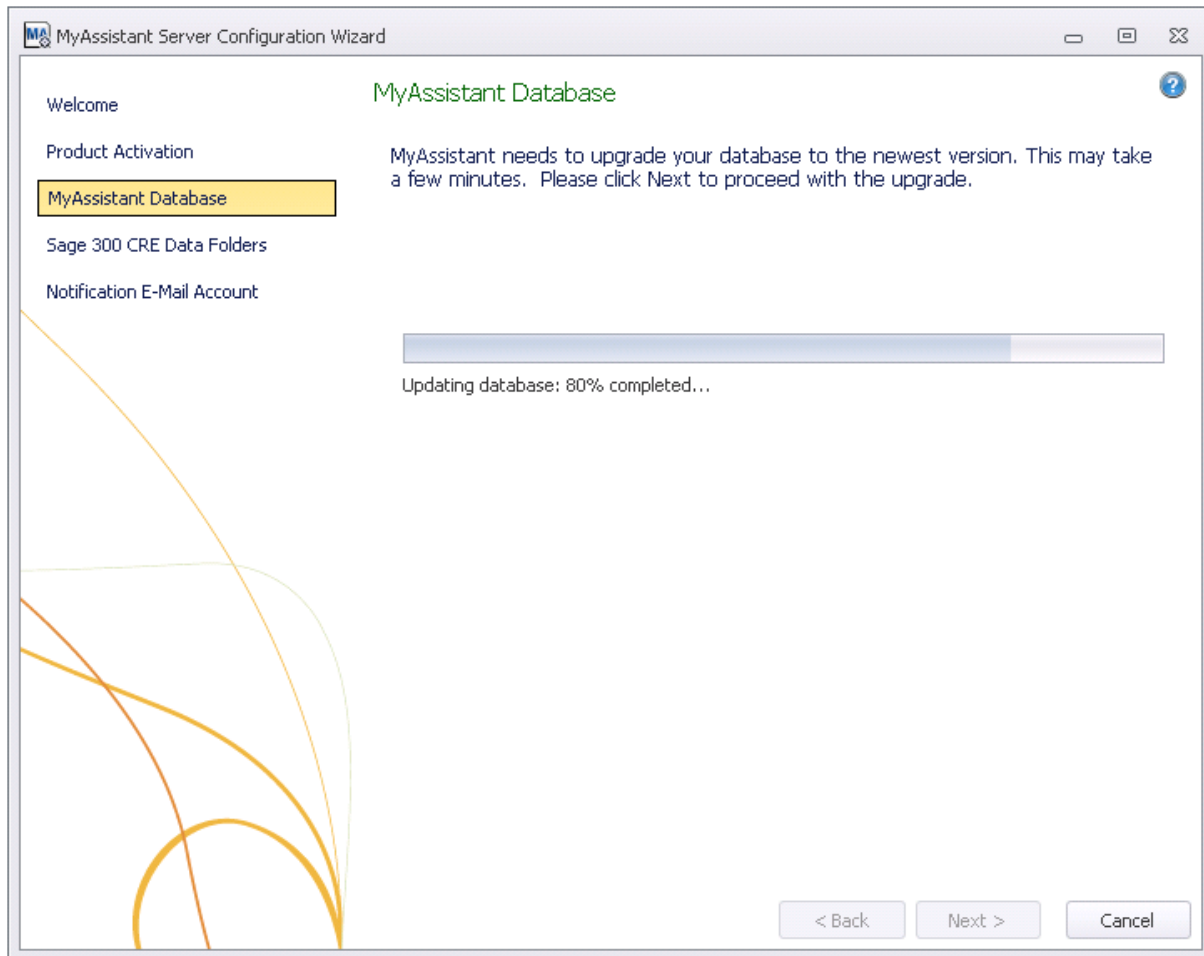 MA MyAssistant Server Configuration Wizard
Welcome
Product Activation
MyAssistant Database
Sage 300 CRE Data Folders
Notification E-Mail Account
MyAssistant Database
?
MyAssistant needs to upgrade your database to the newest version. This may take
a few minutes.  Please click Next to proceed with the upgrade.
Updating database: 80% completed...
< Back
Next >
Cancel